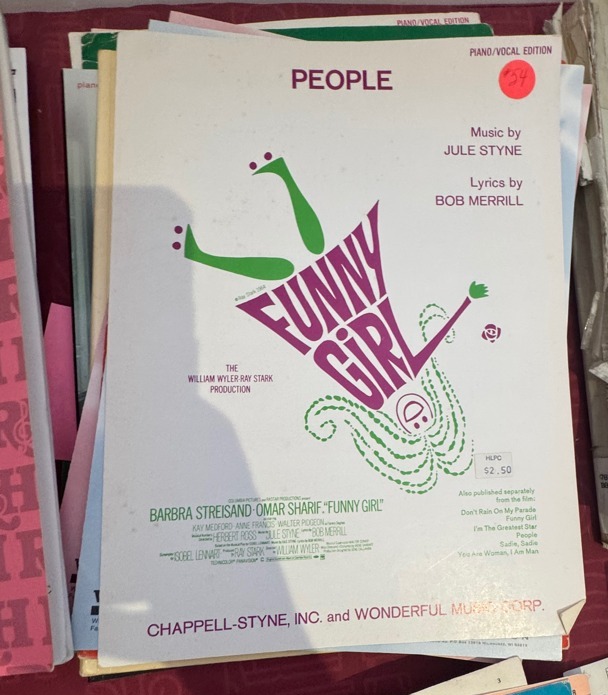 PIANO/VOCAL EDITION
PIANO/VOCAL EDITION
PEOPLE
Music by
JULE STYNE
Lyrics by
BOB MERRILL
FUNNY
GiRL
THE
WILLIAM WYLER-RAY STARK
PRODUCTION
HLPC
$2.50
BARBRA STREISAND · OMAR SHARIF. "FUNNY GIRL"
KAY MEDFORD · ANNE FRANCIS · WALTER PIDGEON
HERBERT ROSS JULE STYNE BOB MERRILL
ISOBEL LENNART RAY STARK WILLIAM WYLER
Also published separately
from the film:
Don't Rain On My Parade
Funny Girl
I'm The Greatest Star
People
Sadie, Sadie
You Are Woman, I Am Man
CHAPPELL-STYNE, INC. and WONDERFUL MUSIC CORP.